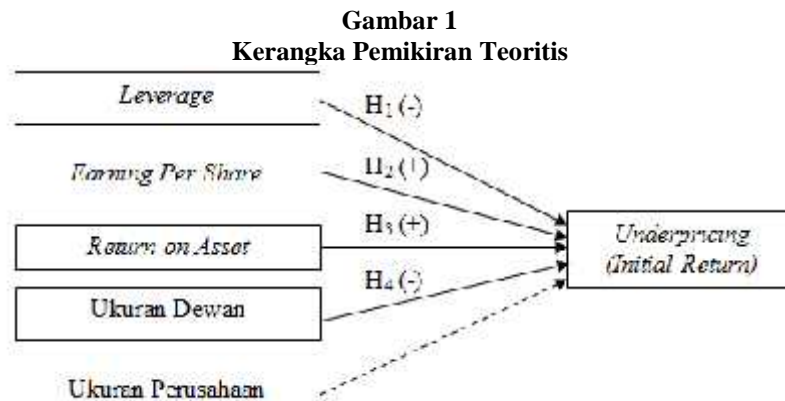 Gambar 1
Kerangka Pemikiran Teoritis
Leverage
H1 (-)
Earning Per Share
H2 (+)
Return on Asset
H3 (+)
Underpricing
(Initial Return)
Ukuran Dewan
H4 (-)
Ukuran Perusahaan